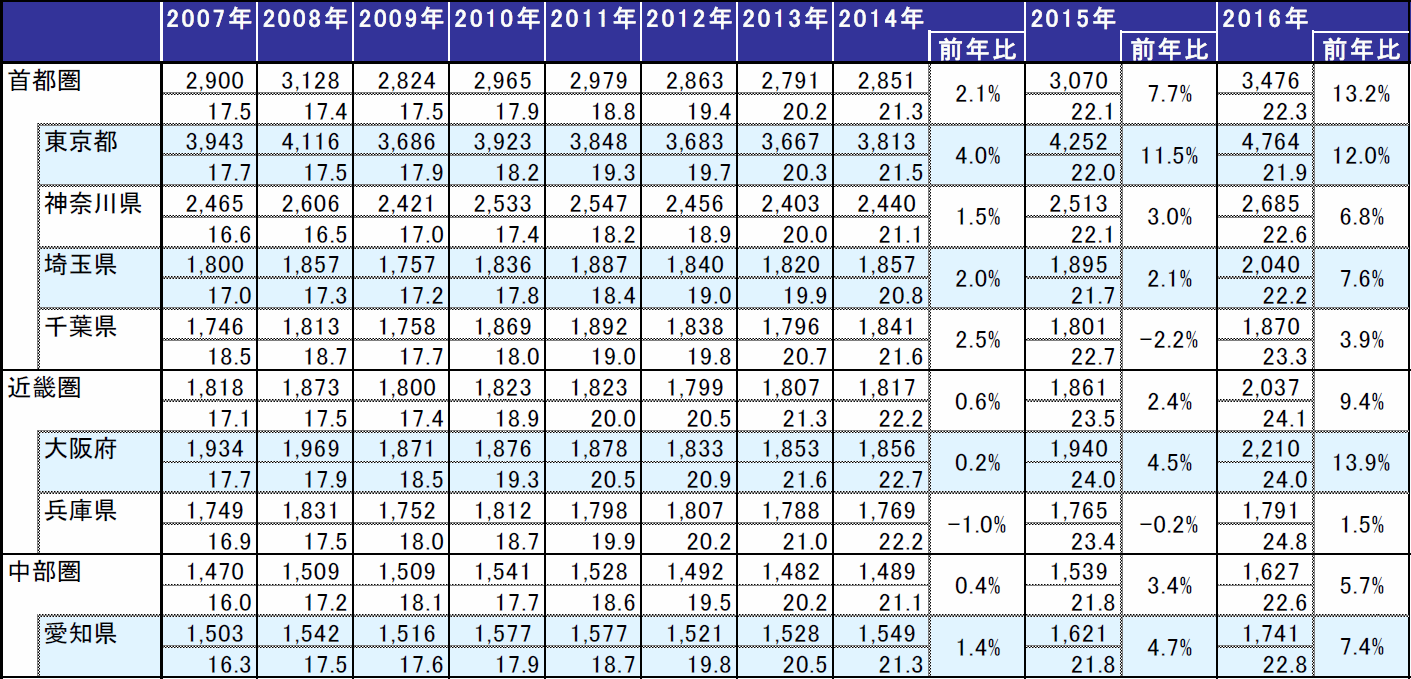 2007年 2008年 2009年 2010年 2011年 2012年 2013年 2014年 2015年 2016年
前年比 前年比 前年比
首都圏 2,900 3,128 2,824 2,965 2,979 2,863 2,791 2,851 2.1% 3,070 7.7% 3,476 13.2%
17.5 17.4 17.5 17.9 18.8 19.4 20.2 21.3 22.1 22.3
東京都 3,943 4,116 3,686 3,923 3,848 3,683 3,667 3,813 4.0% 4,252 11.5% 4,764 12.0%
17.7 17.5 17.9 18.2 19.3 19.7 20.3 21.5 22.0 21.9
神奈川県 2,465 2,606 2,421 2,533 2,547 2,456 2,403 2,440 1.5% 2,513 3.0% 2,685 6.8%
16.6 16.5 17.0 17.4 18.2 18.9 20.0 21.1 22.1 22.6
埼玉県 1,800 1,857 1,757 1,836 1,887 1,840 1,820 1,857 2.0% 1,895 2.1% 2,040 7.6%
17.0 17.3 17.2 17.8 18.4 19.0 19.9 20.8 21.7 22.2
千葉県 1,746 1,813 1,758 1,869 1,892 1,838 1,796 1,841 2.5% 1,801 -2.2% 1,870 3.9%
18.5 18.7 17.7 18.0 19.0 19.8 20.7 21.6 22.7 23.3
近畿圏 1,818 1,873 1,800 1,823 1,823 1,799 1,807 1,817 0.6% 1,861 2.4% 2,037 9.4%
17.1 17.5 17.4 18.9 20.0 20.5 21.3 22.2 23.5 24.1
大阪府 1,934 1,969 1,871 1,876 1,878 1,833 1,853 1,856 0.2% 1,940 4.5% 2,210 13.9%
17.7 17.9 18.5 19.3 20.5 20.9 21.6 22.7 24.0 24.0
兵庫県 1,749 1,831 1,752 1,812 1,798 1,807 1,788 1,769 -1.0% 1,765 -0.2% 1,791 1.5%
16.9 17.5 18.0 18.7 19.9 20.2 21.0 22.2 23.4 24.8
中部圏 1,470 1,509 1,509 1,541 1,528 1,492 1,482 1,489 0.4% 1,539 3.4% 1,627 5.7%
16.0 17.2 18.1 17.7 18.6 19.5 20.2 21.1 21.8 22.6
愛知県 1,503 1,542 1,516 1,577 1,577 1,521 1,528 1,549 1.4% 1,621 4.7% 1,741 7.4%
16.3 17.5 17.6 17.9 18.7 19.8 20.5 21.3 21.8 22.8